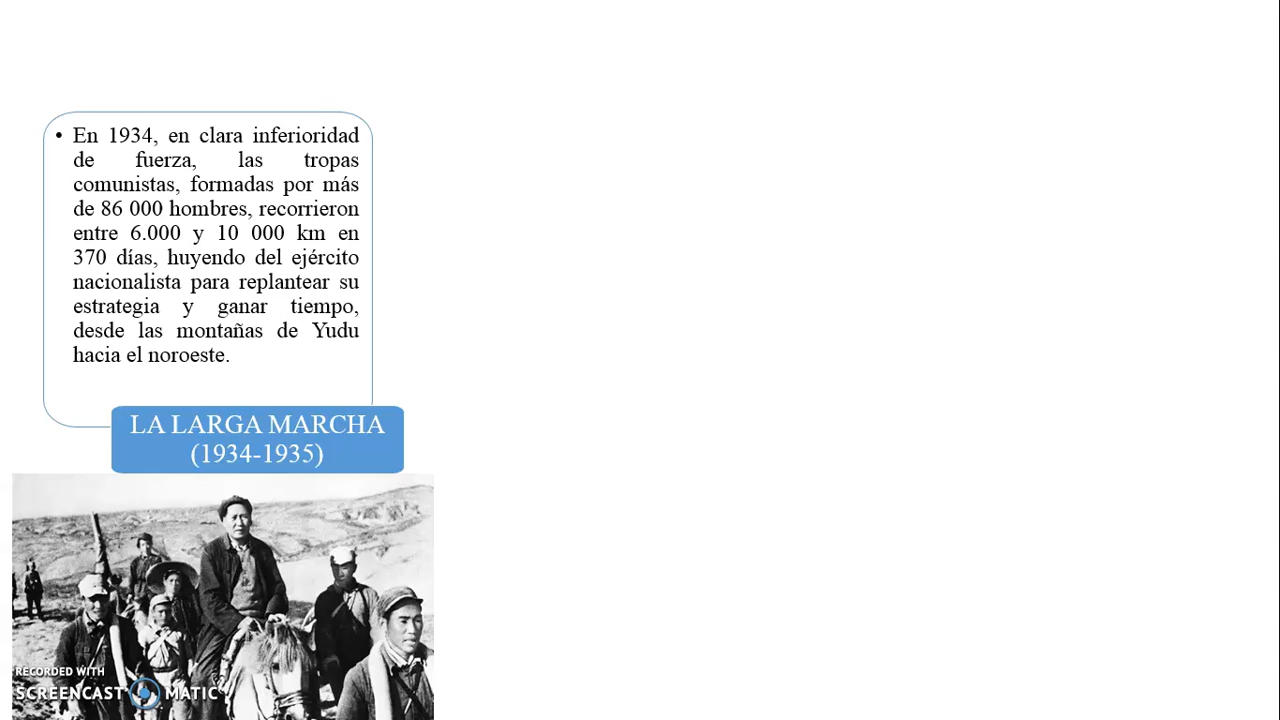 • En 1934, en clara inferioridad
de fuerza, las tropas
comunistas, formadas por más
de 86 000 hombres, recorrieron
entre 6.000 y 10 000 km en
370 días, huyendo del ejército
nacionalista para replantear su
estrategia y ganar tiempo,
desde las montañas de Yudu
hacia el noroeste.
LA LARGA MARCHA
(1934-1935)
RECORDED WITH
SCREENCAST MATIC